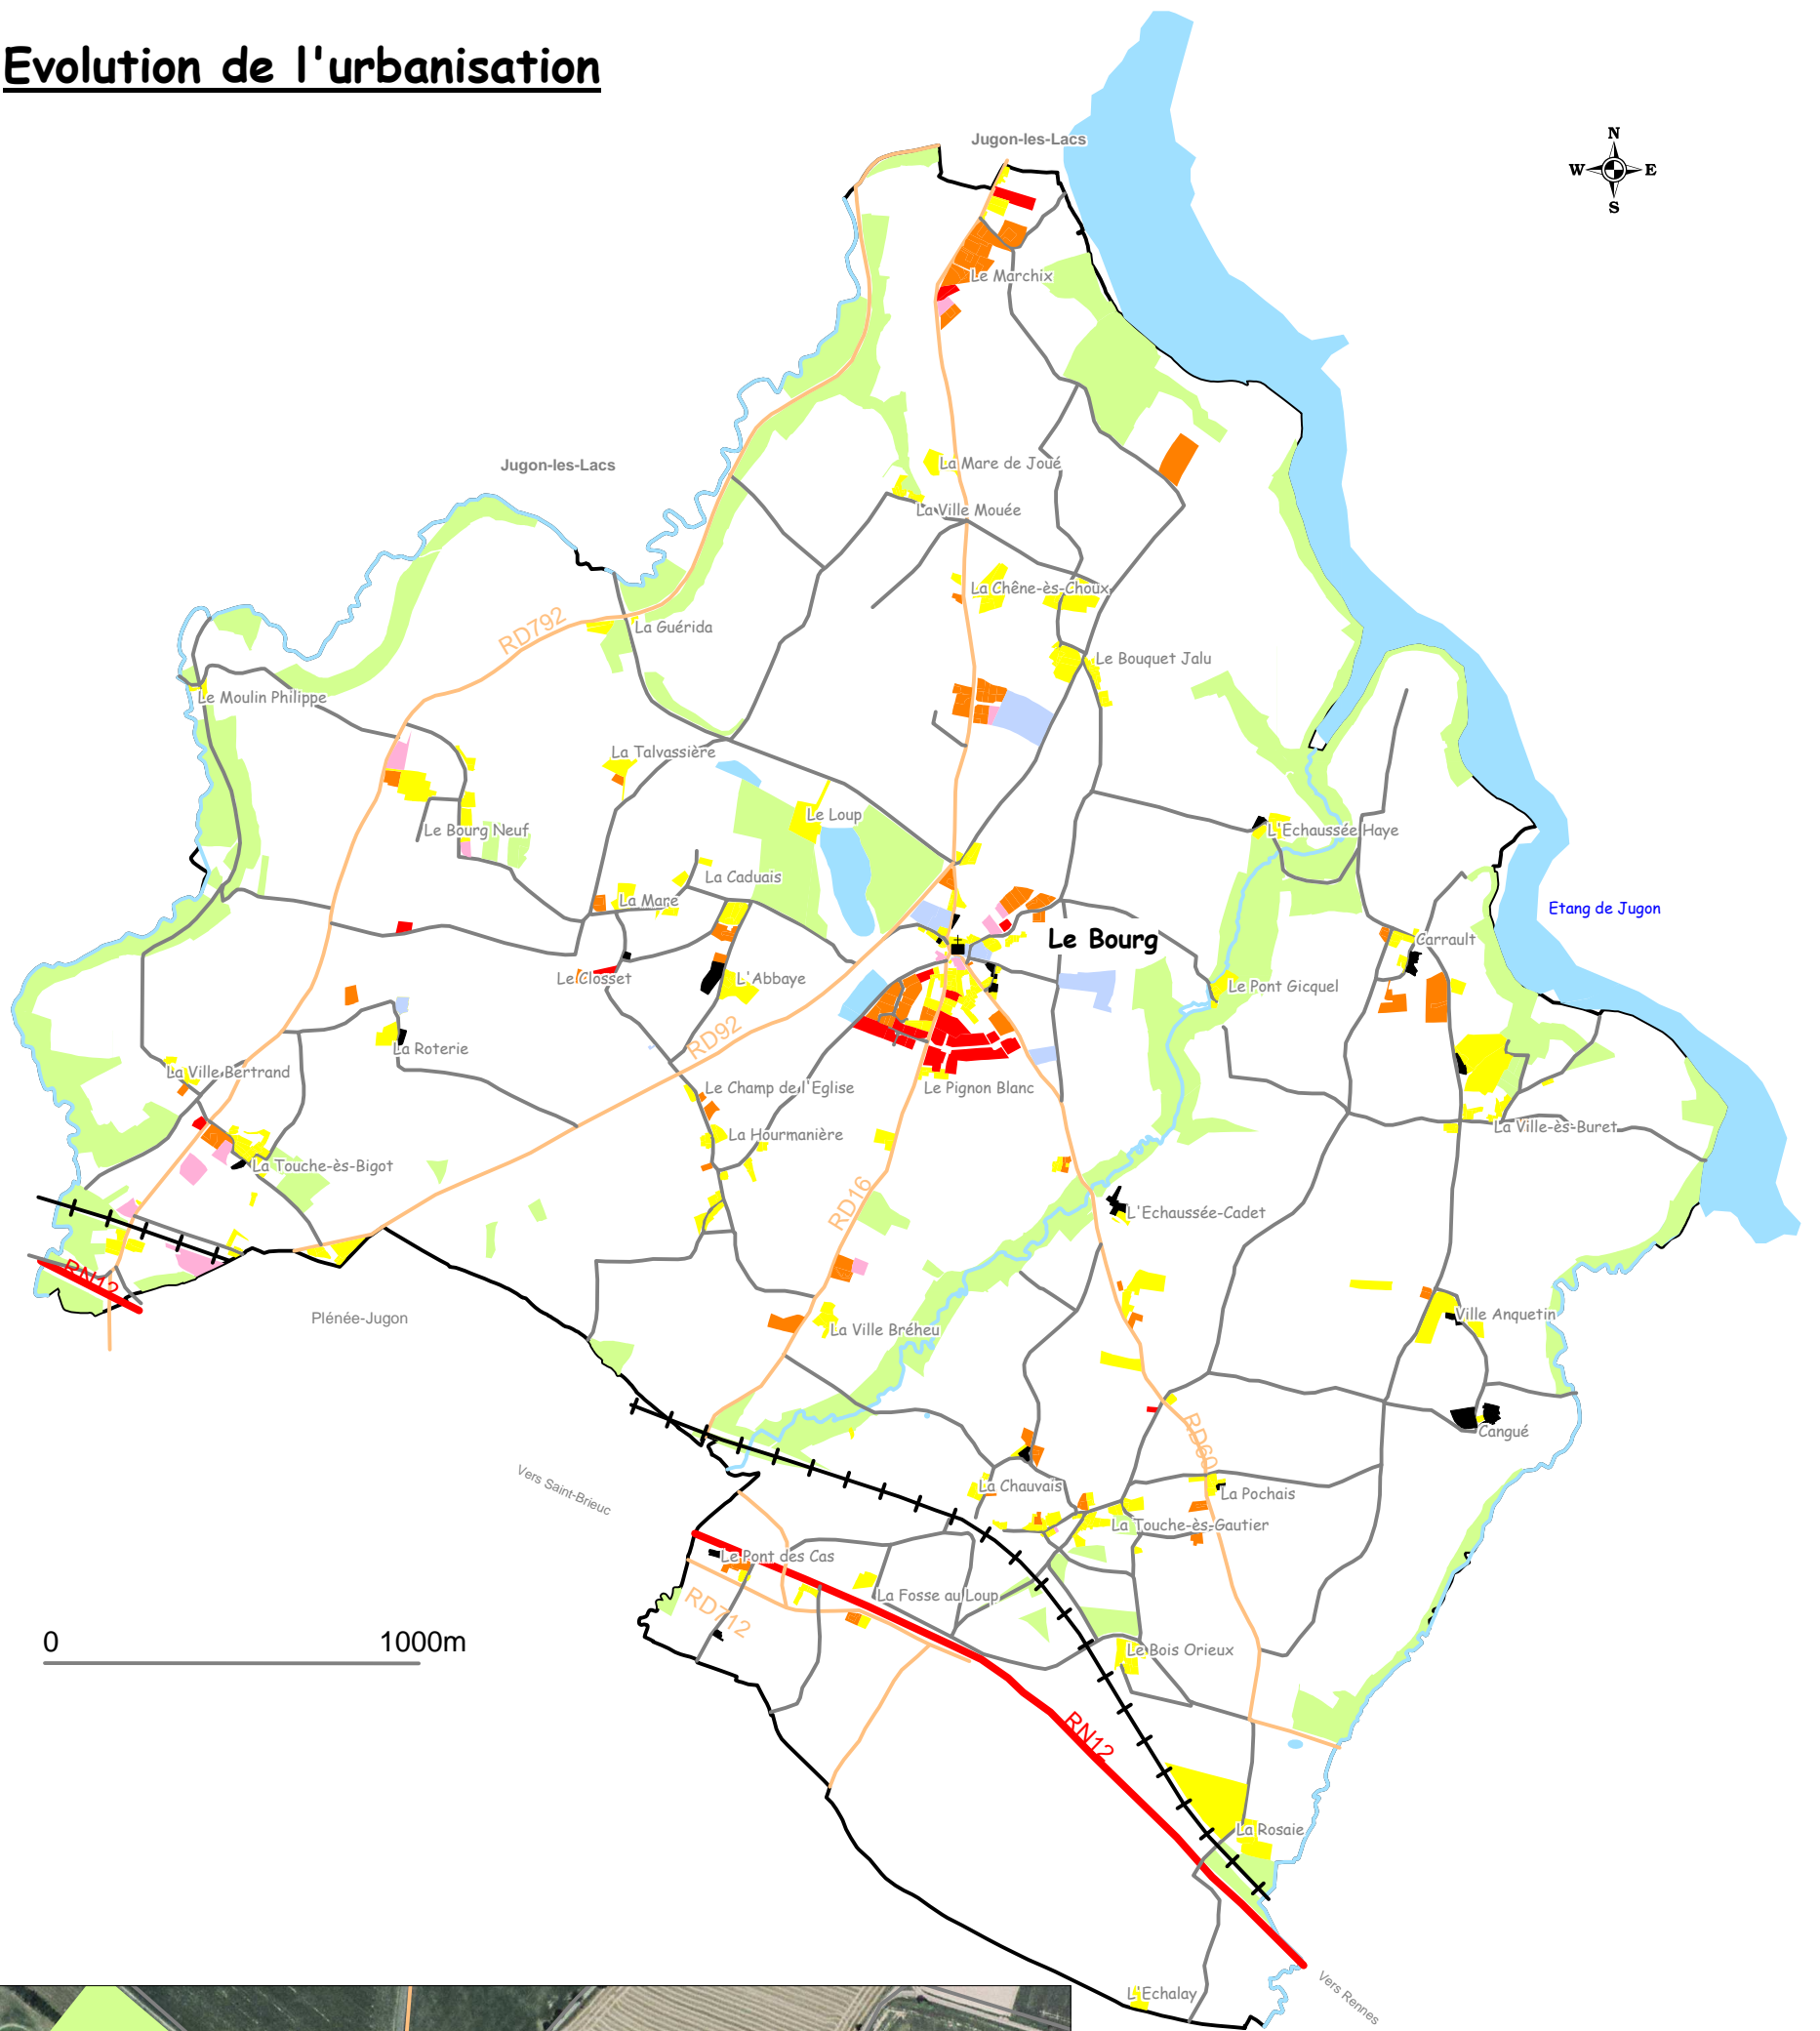 Evolution de l'urbanisation
N
W E
S
Jugon-les-Lacs
Le Marchix
Jugon-les-Lacs
La Mare de Joué
La Ville Mouée
La Chêne-ès-Choux
RD792
La Guérida
Le Bouquet Jalu
Le Moulin Philippe
La Talvassière
Le Loup
Le Bourg Neuf
L'Echaussée Haye
La Caduais
La Mare
Etang de Jugon
Le Bourg
Carrault
Le Closset
L'Abbaye
Le Pont Gicquel
RD92
La Roterie
La Ville Bertrand
Le Champ de l'Eglise
Le Pignon Blanc
La Ville-ès-Buret
La Hourmanière
La Touche-ès-Bigot
RD16
L'Echaussée-Cadet
RN12
Plénée-Jugon
La Ville Bréheu
Ville Anquetin
RD60
Cangué
Vers Saint-Brieuc
La Chauvais
La Pochais
La Touche-ès-Gautier
Le Pont des Cas
La Fosse au Loup
RD712
0 1000m
Le Bois Orieux
RN12
La Rosaie
L'Echalay
Vers Rennes